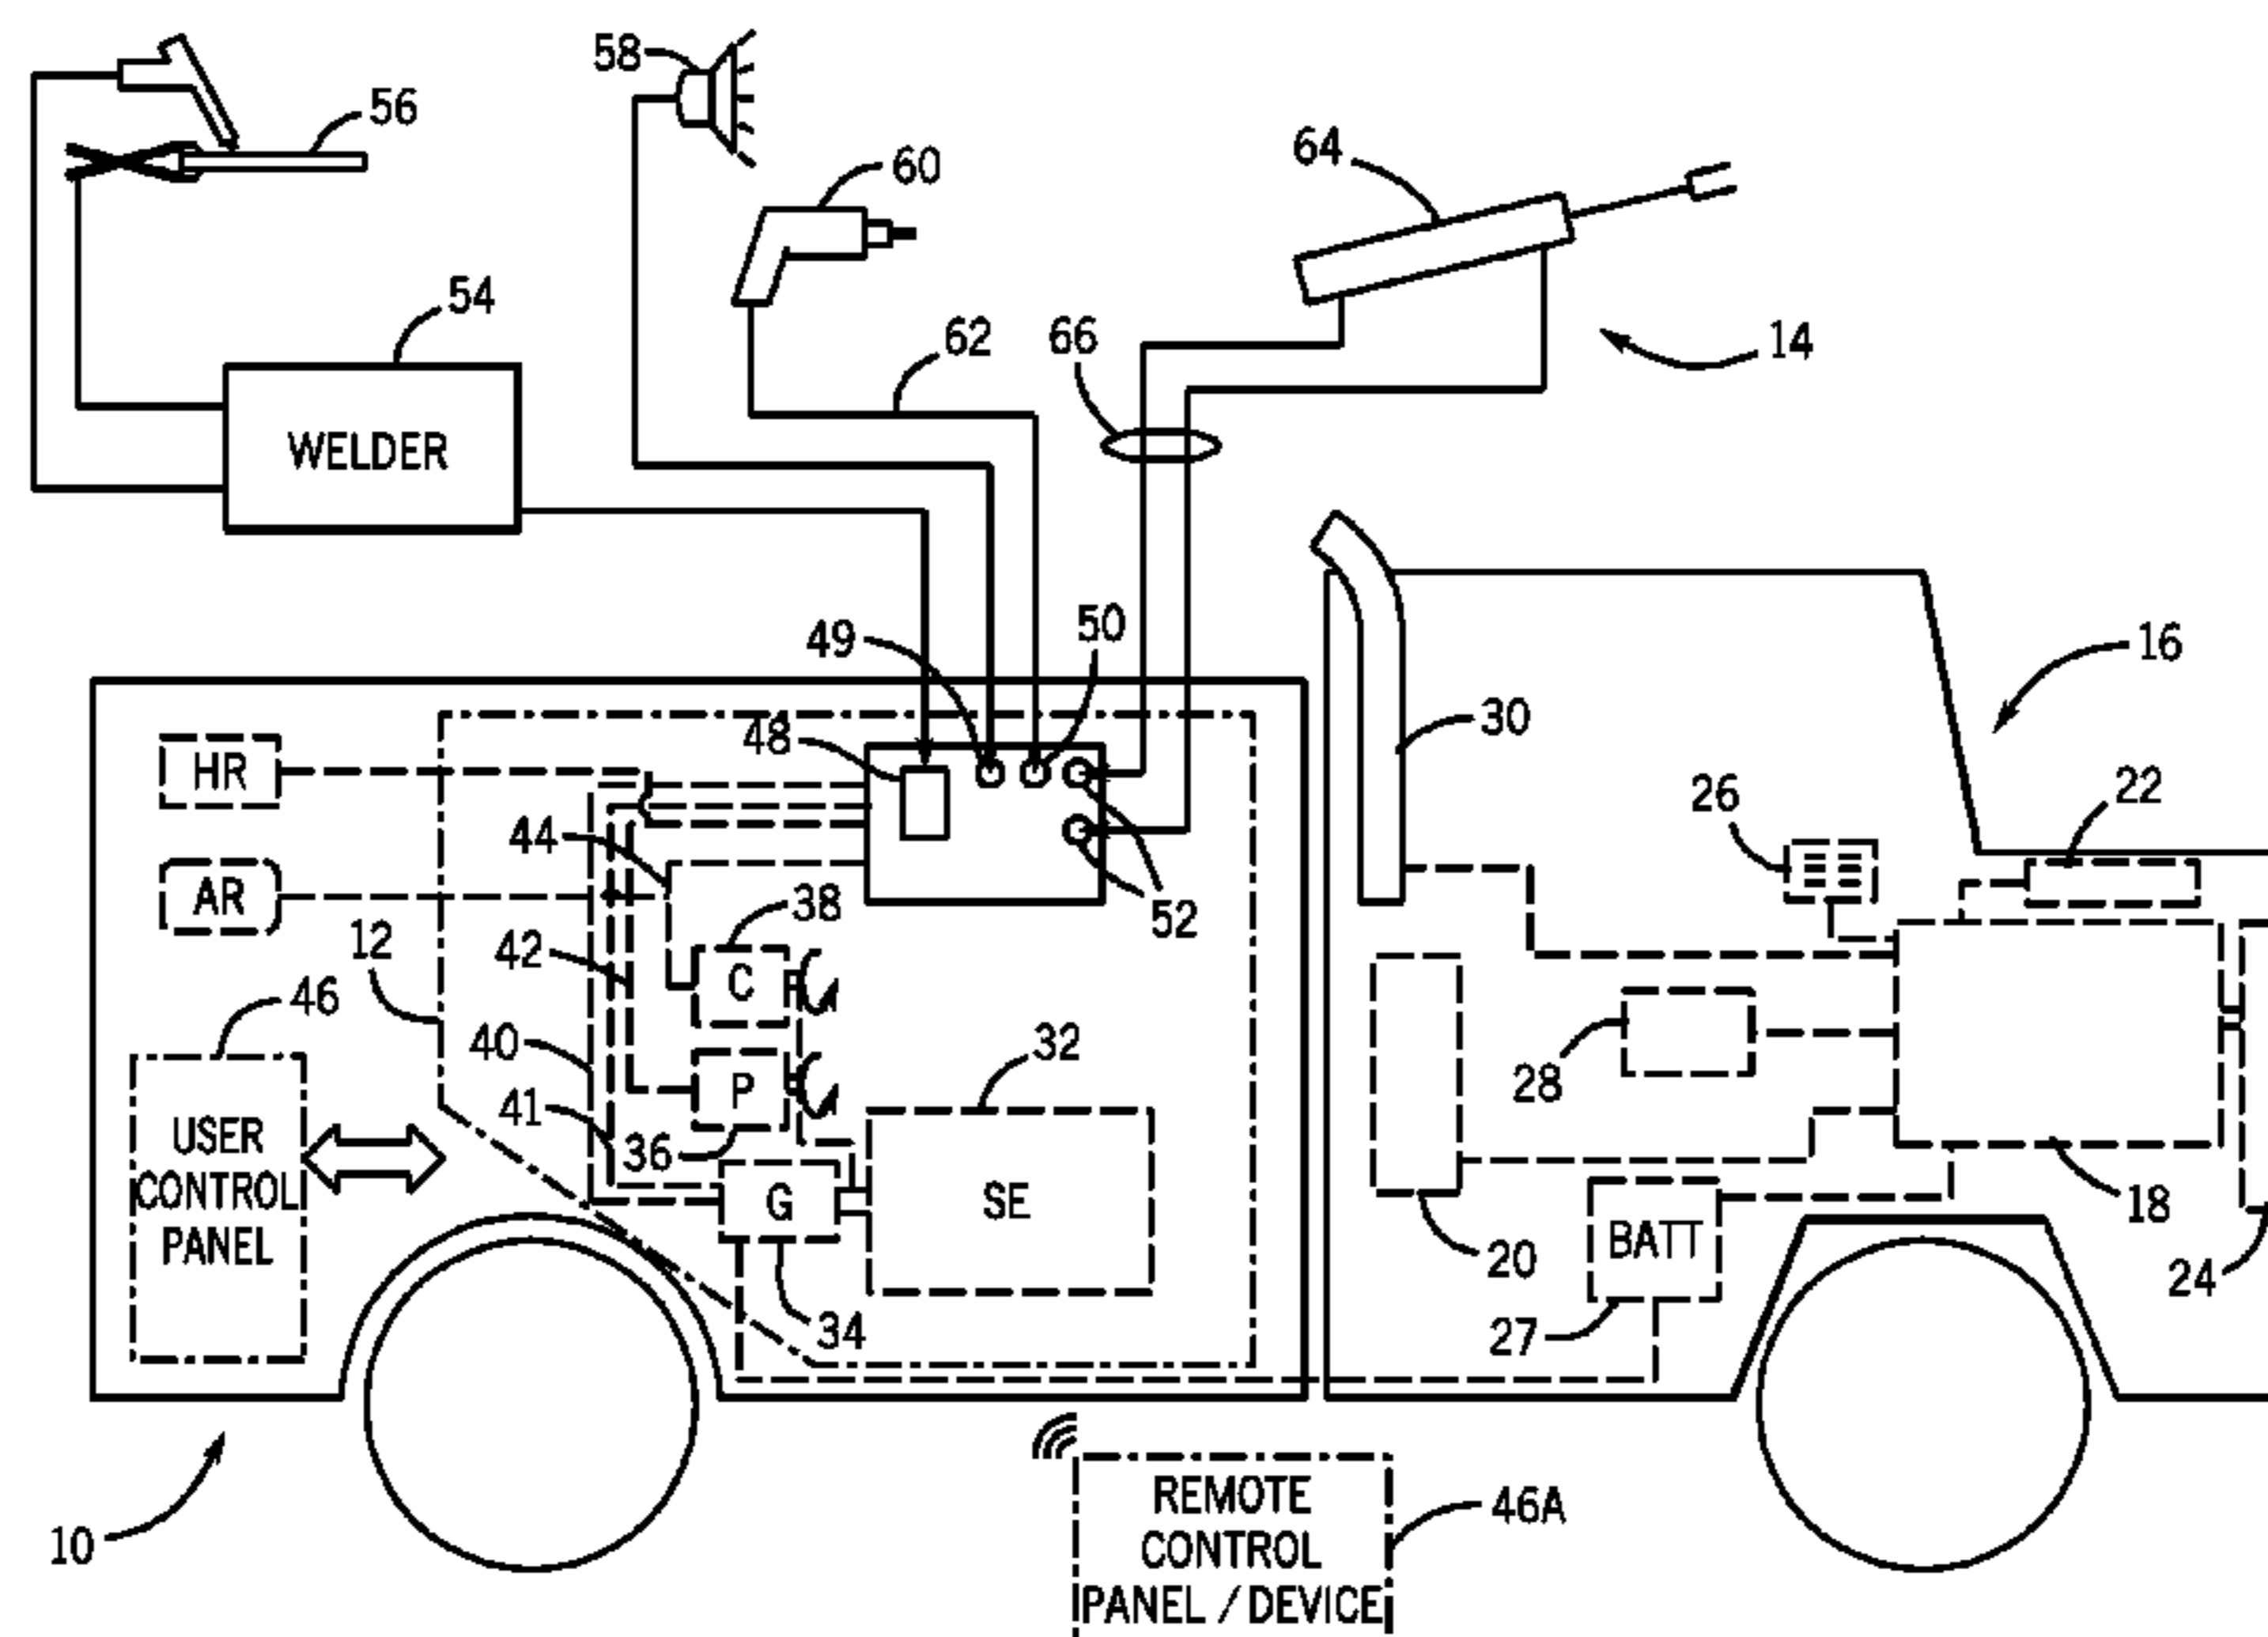 58
56
60
64
54
62
66
14
WELDER
49
50
16
HR
48
30
26
22
44
AR
38
52
12
42
C
46
40
32
28
P
USER
CONTROL
PANEL
41
36
G
SE
18
BATT
20
24
34
27
REMOTE
CONTROL
PANEL / DEVICE
46A
10